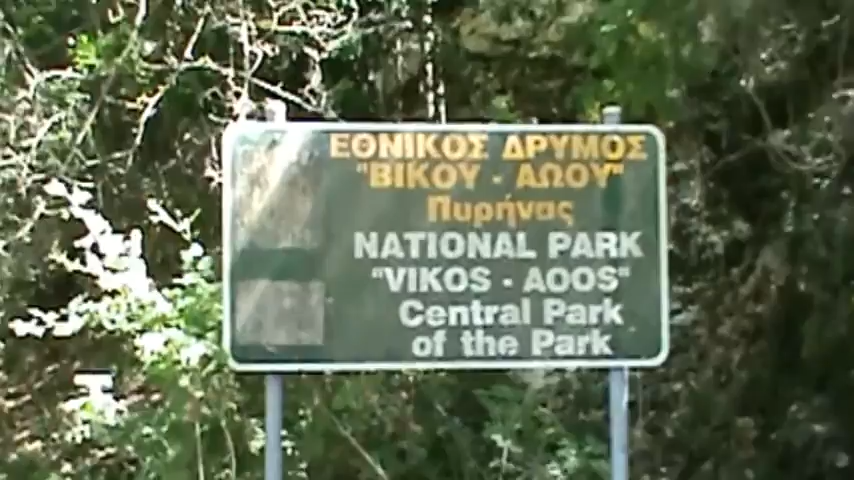 ΕΘΝΙΚΟΣ ΔΡΥΜΟΣ
"ΒΙΚΟΥ - ΑΩΟΥ"
Πυρήνας
NATIONAL PARK
"VIKOS - AOOS"
Central Park
of the Park